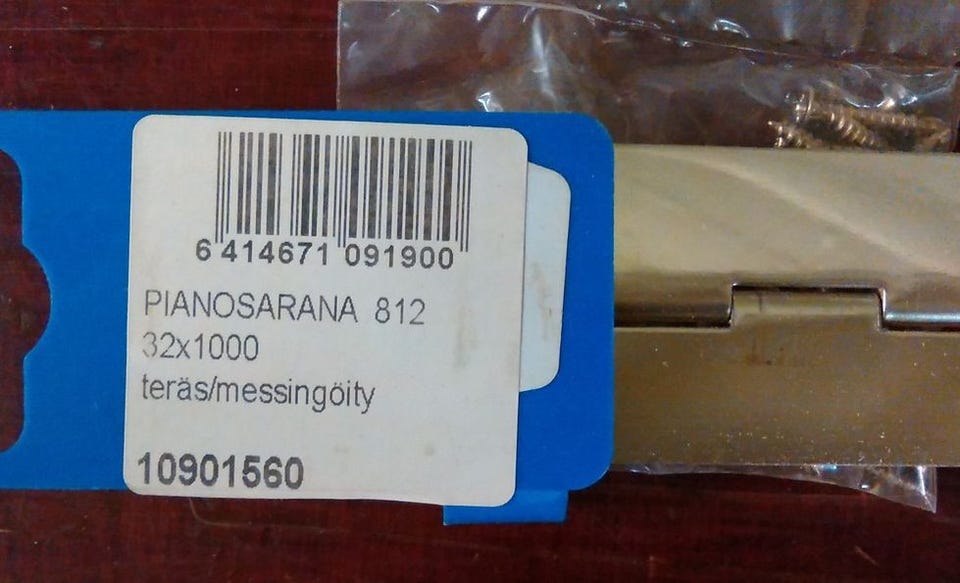 6 414671 091900
PIANOSARANA 812
32x1000
teräs/messingöity
10901560